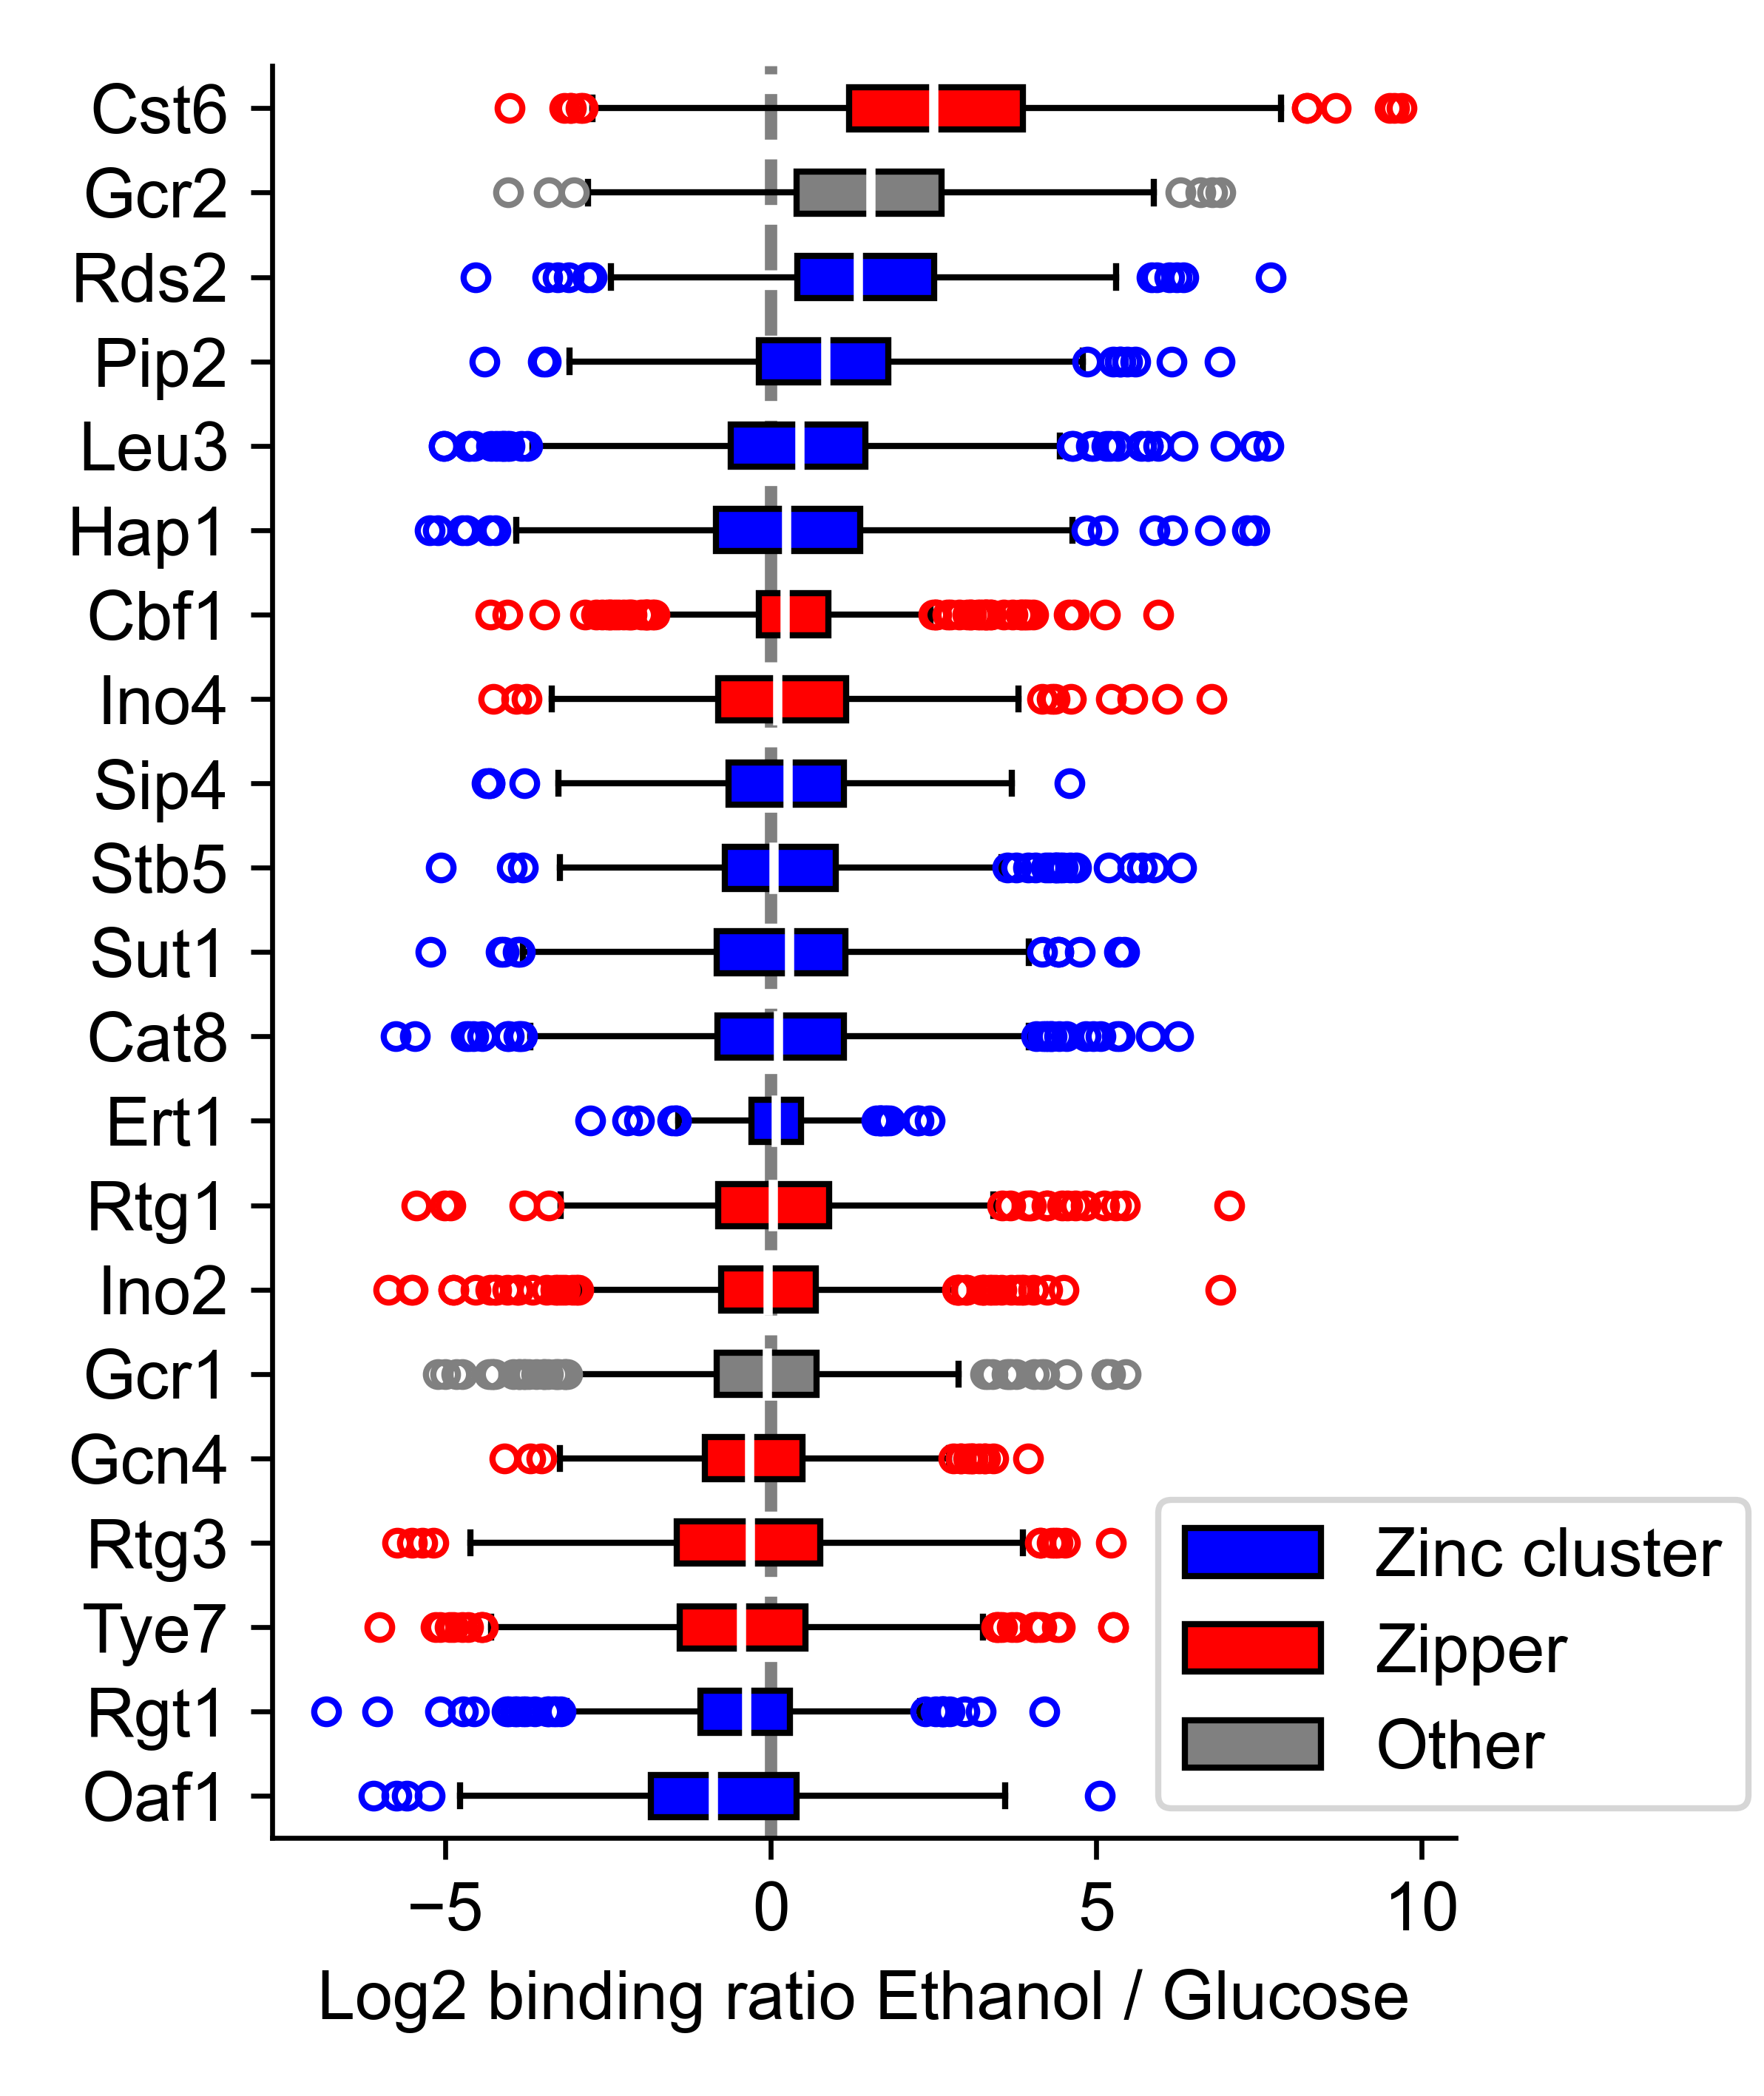 Cst6
Gcr2
Rds2
Pip2
Leu3
Hap1
Cbf1
Ino4
Sip4
Stb5
Sut1
Cat8
Ert1
Rtg1
Ino2
Gcr1
Gcn4
Rtg3
Tye7
Rgt1
Oaf1
Zinc cluster
Zipper
Other
−5 0 5 10
Log2 binding ratio Ethanol / Glucose